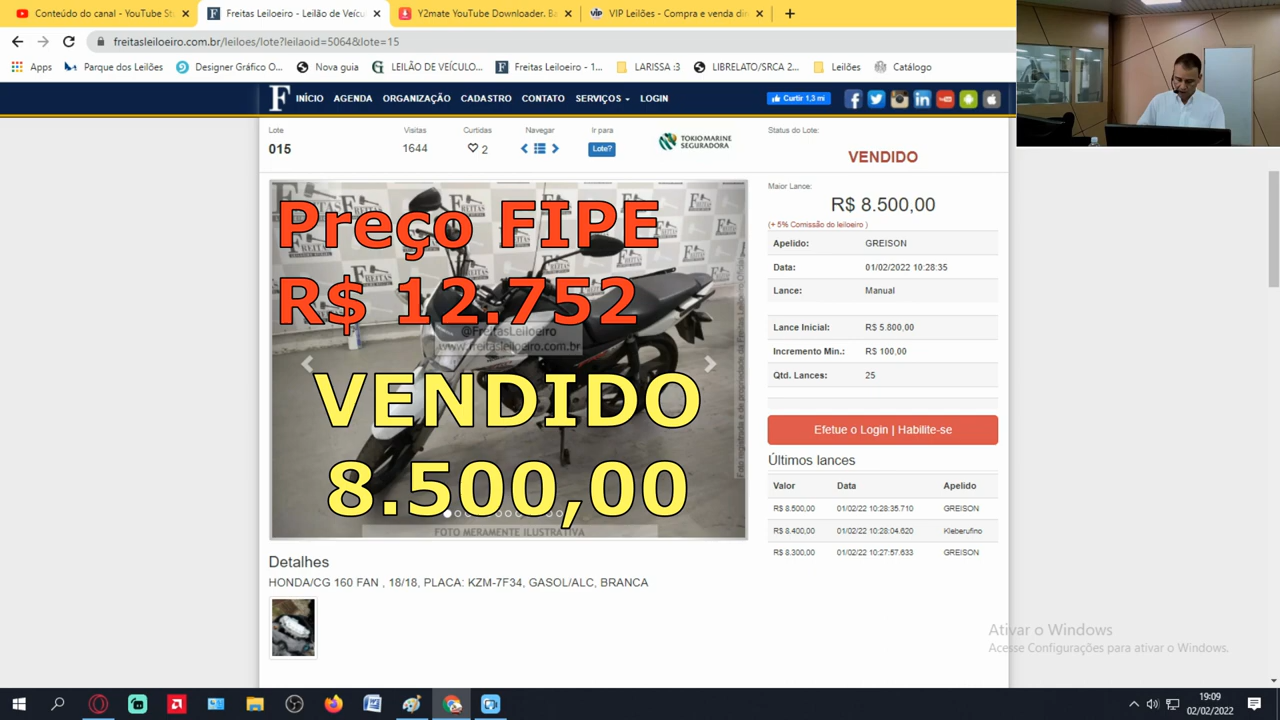 Conteúdo do canal - YouTube St
Freitas Leiloeiro - Leilão de Veícu
Y2mate YouTube Downloader. Ba
VIP Leilões - Compra e venda dir
freitasleiloeiro.com.br/leiloes/lote?leilaoid=5064&lote=15
Apps
Parque dos Leilões
Designer Gráfico O...
Nova guia
LEILÃO DE VEÍCULO...
Freitas Leiloeiro - 1...
LARISSA :3
LIBRELATO/SRCA 2...
Leilões
Catálogo
INÍCIO AGENDA ORGANIZAÇÃO CADASTRO CONTATO SERVIÇOS LOGIN
Curtir 1,3 mi
Lote
015
Visitas
1644
Curtidas
2
Navegar
Ir para
Lote?
TOKIO MARINE
SEGURADORA
Status do Lote:
VENDIDO
Preço FIPE
R$ 12.752
@FreitasLeiloeiro
www.freitasleiloeiro.com.br
VENDIDO
8.500,00
FOTO MERAMENTE ILUSTRATIVA
Maior Lance:
R$ 8.500,00
(+ 5% Comissão do leiloeiro )
Apelido: GREISON
Data: 01/02/2022 10:28:35
Lance: Manual
Lance Inicial: R$ 5.800,00
Incremento Min.: R$ 100,00
Qtd. Lances: 25
Efetue o Login | Habilite-se
Últimos lances
Valor Data Apelido
R$ 8.500,00 01/02/22 10:28:35.710 GREISON
R$ 8.400,00 01/02/22 10:28:04.620 Kleberufino
R$ 8.300,00 01/02/22 10:27:57.633 GREISON
Detalhes
HONDA/CG 160 FAN , 18/18, PLACA: KZM-7F34, GASOL/ALC, BRANCA
Ativar o Windows
Acesse Configurações para ativar o Windows.
19:09
02/02/2022